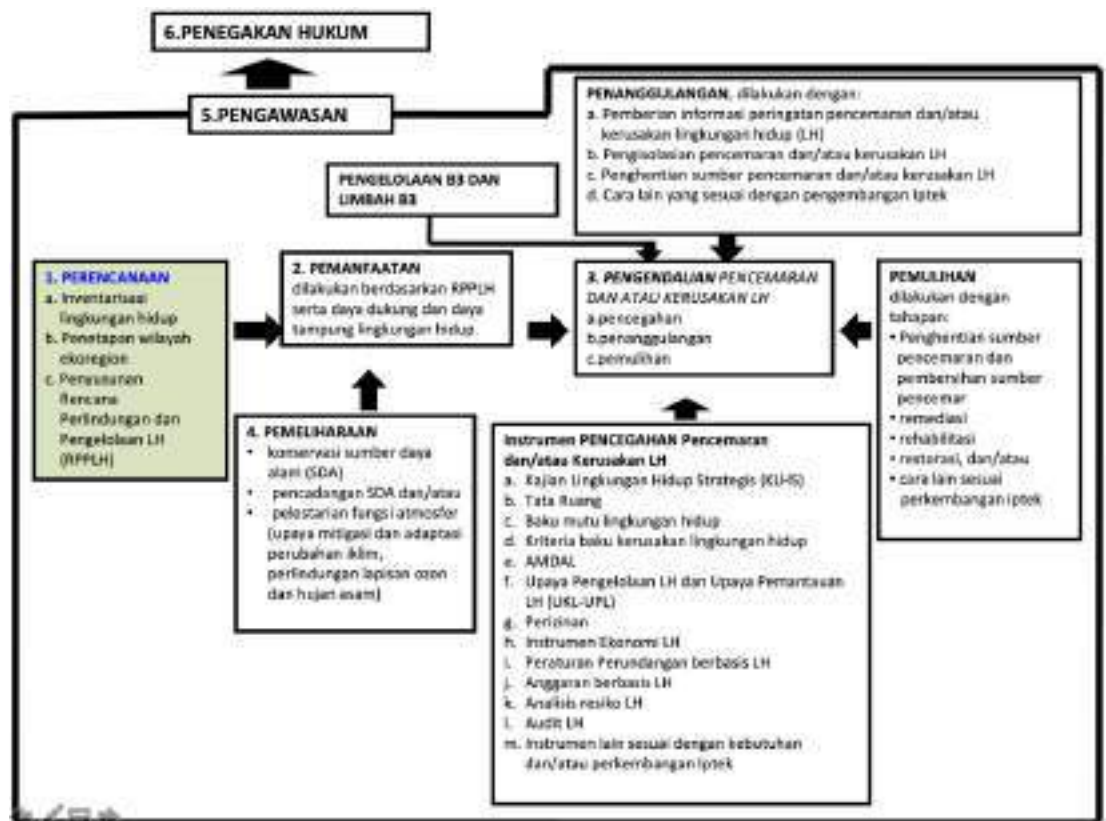 6.PENEGAKAN HUKUM
5.PENGAWASAN
PENANGGULANGAN, dilakukan dengan:
a. Pemberian informasi peringatan pencemaran dan/atau
kerusakan lingkungan hidup (LH)
b. Pengisolasian pencemaran dan/atau kerusakan LH
c. Penghentian sumber pencemaran dan/atau kerusakan LH
d. Cara lain yang sesuai dengan pengembangan Iptek
PENGELOLAAN B3 DAN
LIMBAH B3
1. PERENCANAAN
a. Inventarisasi
lingkungan hidup
b. Penetapan wilayah
ekoregion
c. Penyusunan
Rencana
Perlindungan dan
Pengelolaan LH
(RPPLH)
2. PEMANFAATAN
dilakukan berdasarkan RPPLH
serta daya dukung dan daya
tampung lingkungan hidup.
3. PENGENDALIAN PENCEMARAN
DAN ATAU KERUSAKAN LH
a.pencegahan
b.penanggulangan
c.pemulihan
PEMULIHAN
dilakukan dengan
tahapan:
• Penghentian sumber
pencemaran dan
pembersihan sumber
pencemar
• remediasi
• rehabilitasi
• restorasi, dan/atau
• cara lain sesuai
perkembangan iptek
4. PEMELIHARAAN
• konservasi sumber daya
alam (SDA)
• pencadangan SDA dan/atau
• pelestarian fungsi atmosfer
(upaya mitigasi dan adaptasi
perubahan iklim,
perlindungan lapisan ozon
dan hujan asam)
Instrumen PENCEGAHAN Pencemaran
dan/atau Kerusakan LH
a. Kajian Lingkungan Hidup Strategis (KLHS)
b. Tata Ruang
c. Baku mutu lingkungan hidup
d. Kriteria baku kerusakan lingkungan hidup
e. AMDAL
f. Upaya Pengelolaan LH dan Upaya Pemantauan
LH (UKL-UPL)
g. Perizinan
h. Instrumen Ekonomi LH
i. Peraturan Perundangan berbasis LH
j. Anggaran berbasis LH
k. Analisis resiko LH
l. Audit LH
m. Instrumen lain sesuai dengan kebutuhan
dan/atau perkembangan Iptek